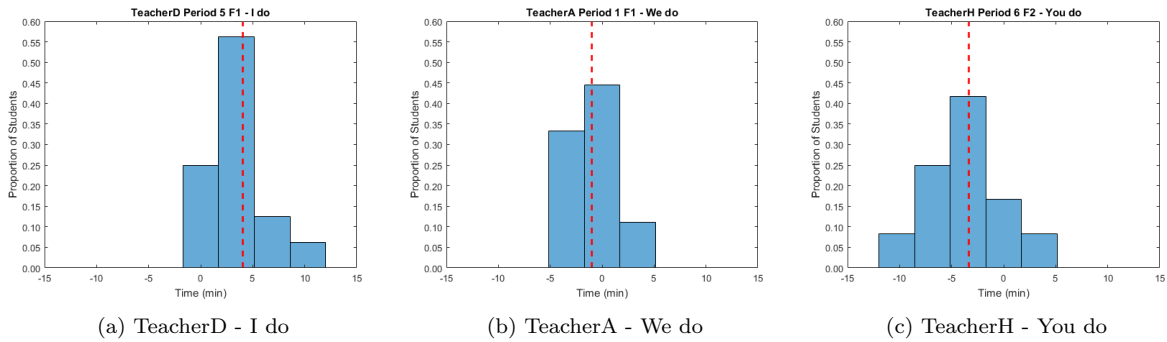 TeacherD Period 5 F1 - I do
Proportion of Students
0.60
0.55
0.50
0.45
0.40
0.35
0.30
0.25
0.20
0.15
0.10
0.05
0.00
-15 -10 -5 0 5 10 15
Time (min)
(a) TeacherD - I do
TeacherA Period 1 F1 - We do
Proportion of Students
0.60
0.55
0.50
0.45
0.40
0.35
0.30
0.25
0.20
0.15
0.10
0.05
0.00
-15 -10 -5 0 5 10 15
Time (min)
(b) TeacherA - We do
TeacherH Period 6 F2 - You do
Proportion of Students
0.60
0.55
0.50
0.45
0.40
0.35
0.30
0.25
0.20
0.15
0.10
0.05
0.00
-15 -10 -5 0 5 10 15
Time (min)
(c) TeacherH - You do